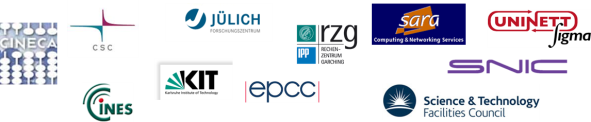 CINECA
CSC
JÜLICH
FORSCHUNGSZENTRUM
rzg
IPP
RECHEN-
ZENTRUM
GARCHING
sara
Computing & Networking Services
UNINETT
Sigma
SNIC
CINES
KIT
Karlsruhe Institute of Technology
epcc
Science & Technology
Facilities Council